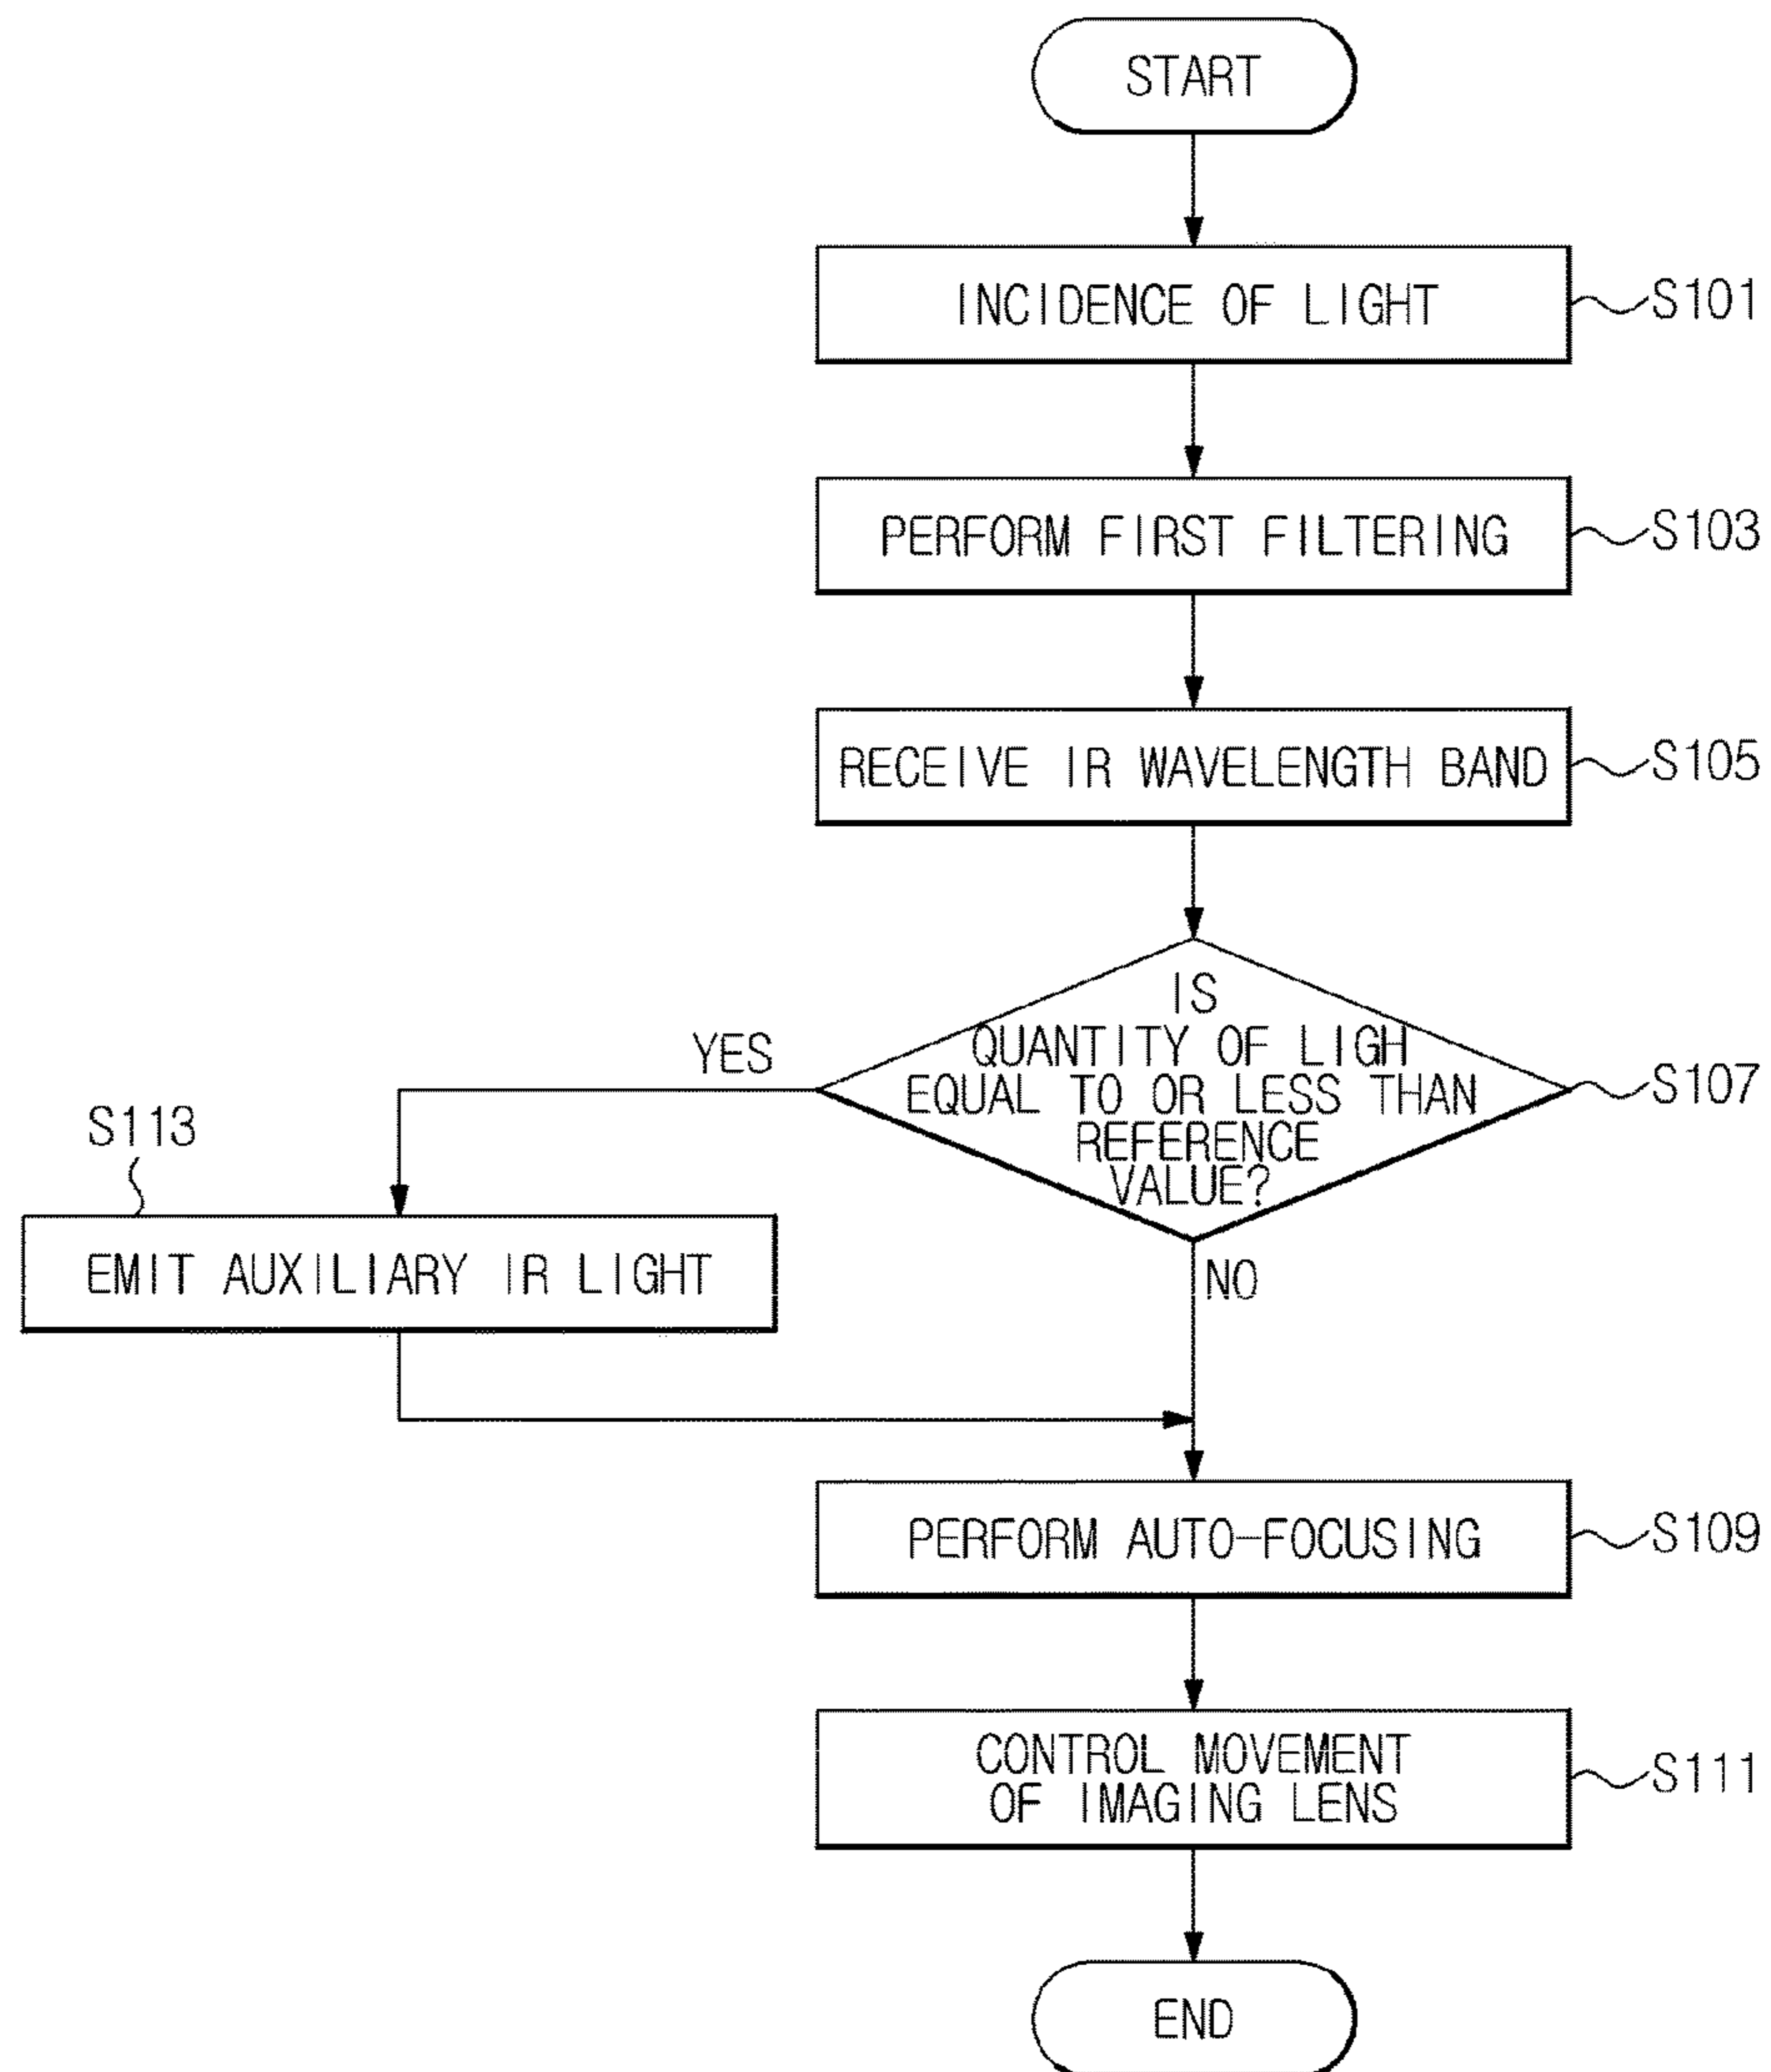 START
INCIDENCE OF LIGHT
S101
PERFORM FIRST FILTERING
S103
RECEIVE IR WAVELENGTH BAND
S105
IS
QUANTITY OF LIGH
EQUAL TO OR LESS THAN
REFERENCE
VALUE?
S107
YES
S113
EMIT AUXILIARY IR LIGHT
NO
PERFORM AUTO-FOCUSING
S109
CONTROL MOVEMENT
OF IMAGING LENS
S111
END